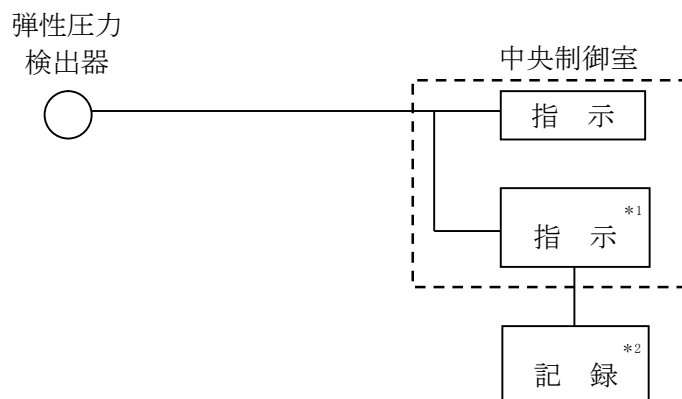 弾性圧力
検出器
中央制御室
指 示
*1
指 示
*2
記 録